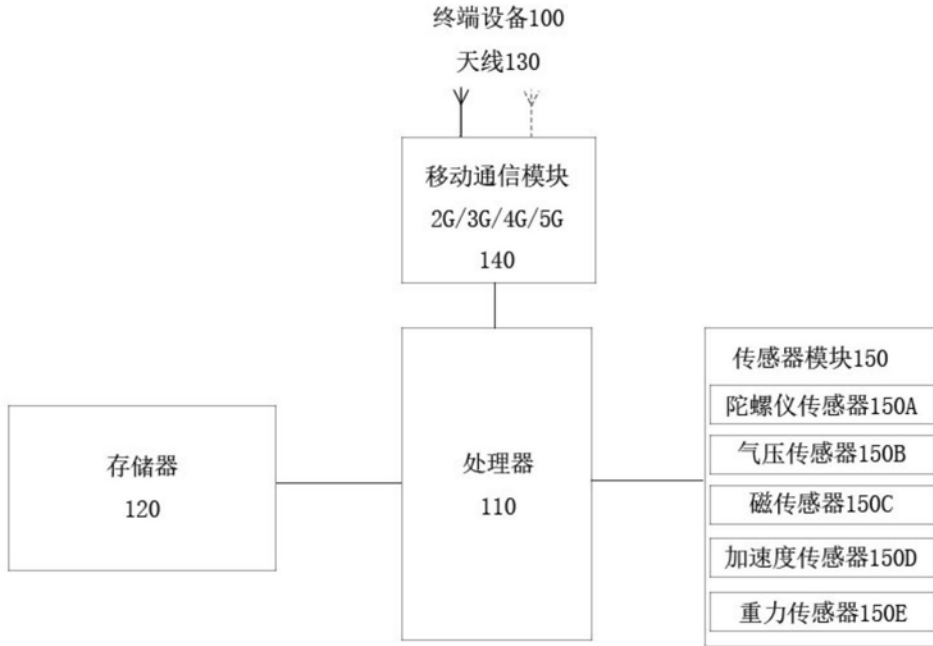 终端设备100
天线130
移动通信模块
2G/3G/4G/5G
140
存储器
120
处理器
110
传感器模块150
陀螺仪传感器150A
气压传感器150B
磁传感器150C
加速度传感器150D
重力传感器150E